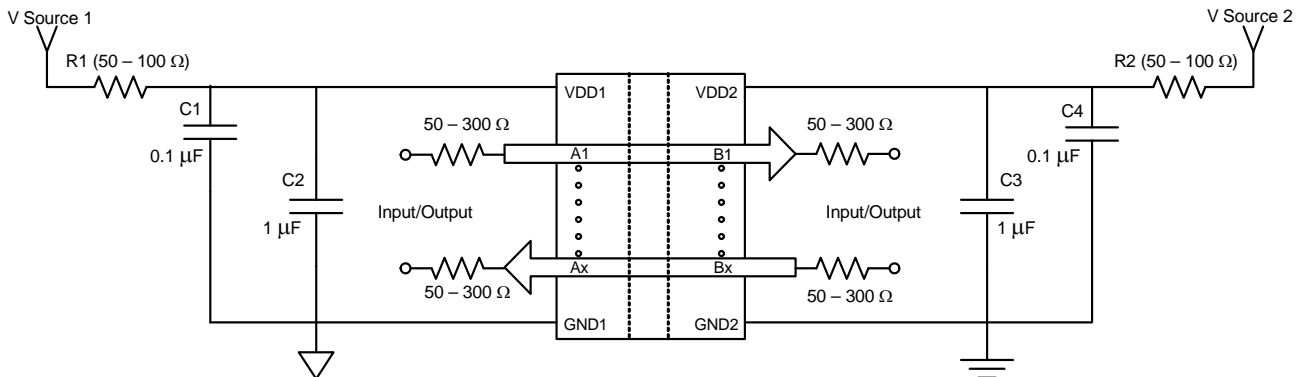 V Source 1
V Source 2
R1 (50 – 100 Ω)
R2 (50 – 100 Ω)
C1
0.1 μF
VDD1
VDD2
C4
0.1 μF
50 – 300 Ω
50 – 300 Ω
A1
B1
C2
1 μF
Input/Output
Input/Output
C3
1 μF
Ax
Bx
50 – 300 Ω
50 – 300 Ω
GND1
GND2